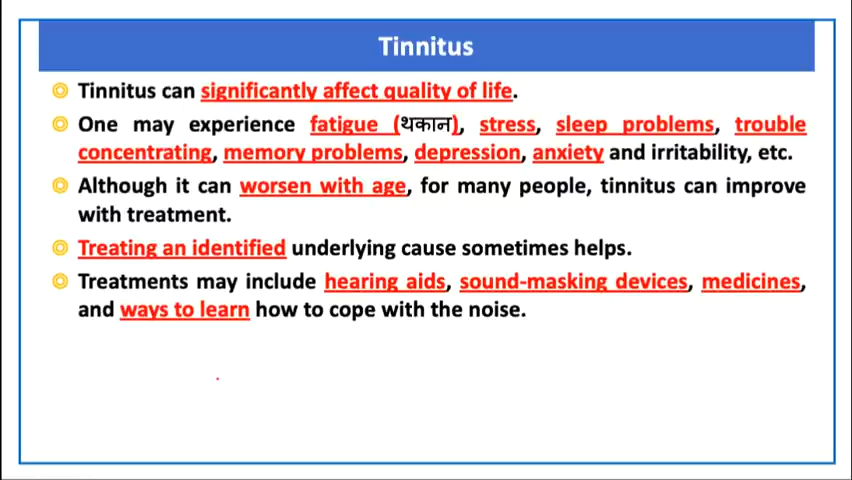 Tinnitus
Tinnitus can significantly affect quality of life.
One may experience fatigue (थकान), stress, sleep problems, trouble
concentrating, memory problems, depression, anxiety and irritability, etc.
Although it can worsen with age, for many people, tinnitus can improve
with treatment.
Treating an identified underlying cause sometimes helps.
Treatments may include hearing aids, sound-masking devices, medicines,
and ways to learn how to cope with the noise.